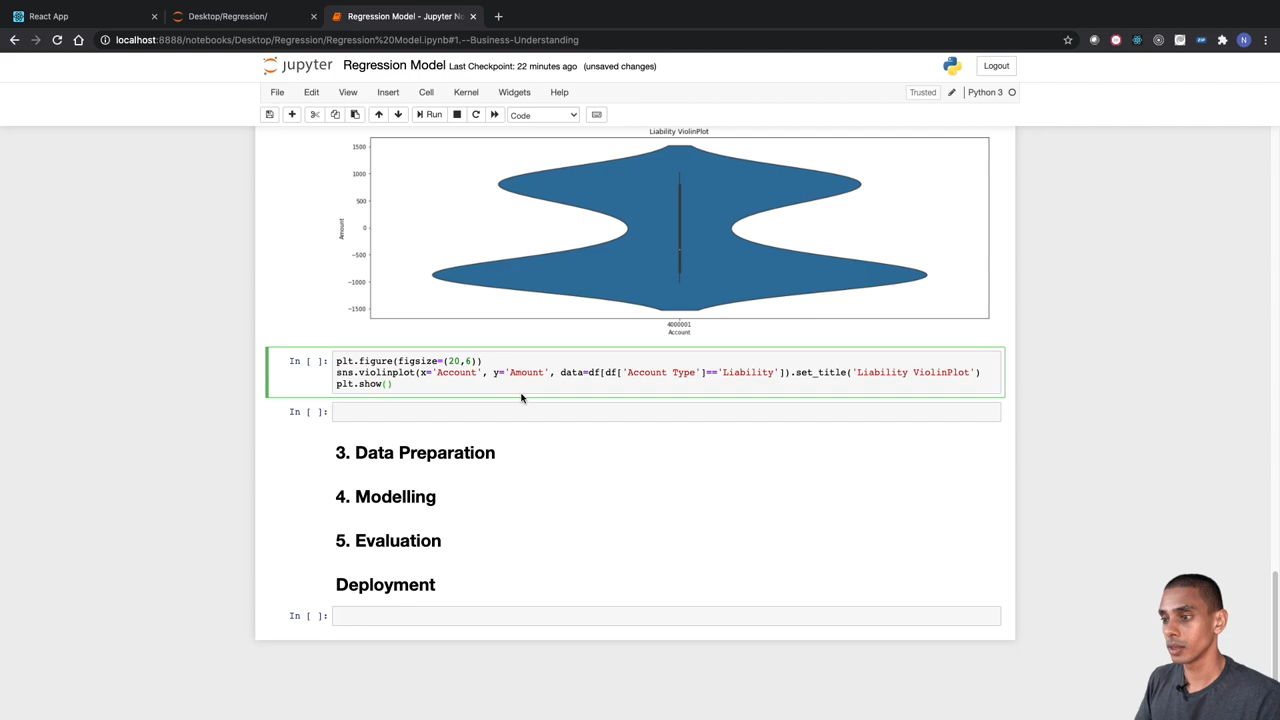 React App
Desktop/Regression/
Regression Model - Jupyter No
localhost:8888/notebooks/Desktop/Regression/Regression%20Model.ipynb#1.--Business-Understanding
N
jupyter Regression Model Last Checkpoint: 22 minutes ago (unsaved changes)
Logout
File Edit View Insert Cell Kernel Widgets Help
Trusted Python 3
Run Code
Liability ViolinPlot
1500
1000
500
0
−500
−1000
−1500
Amount
4000001
Account
In [ ]: plt.figure(figsize=(20,6))
sns.violinplot(x='Account', y='Amount', data=df[df['Account Type']=='Liability']).set_title('Liability ViolinPlot')
plt.show()
In [ ]:
3. Data Preparation
4. Modelling
5. Evaluation
Deployment
In [ ]: